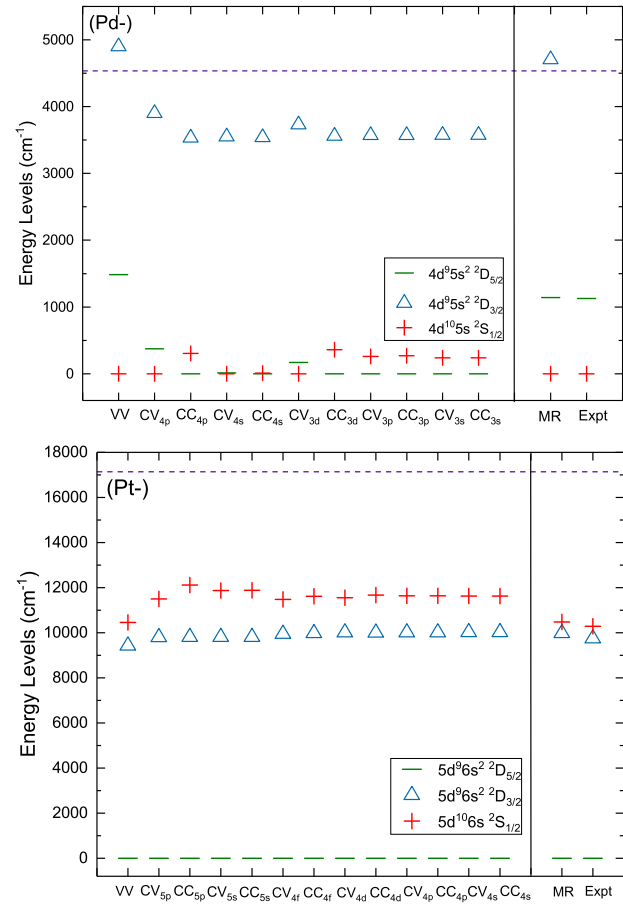 (Pd-)
Energy Levels (cm⁻¹)
5000
4000
3000
2000
1000
0
4d⁹5s² ²D₅/₂
4d⁹5s² ²D₃/₂
4d¹⁰5s ²S₁/₂
VV CV₄ₚ CC₄ₚ CV₄ₛ CC₄ₛ CV₃d CC₃d CV₃ₚ CC₃ₚ CV₃ₛ CC₃ₛ MR Expt
(Pt-)
Energy Levels (cm⁻¹)
18000
16000
14000
12000
10000
8000
6000
4000
2000
0
5d⁹6s² ²D₅/₂
5d⁹6s² ²D₃/₂
5d¹⁰6s ²S₁/₂
VV CV₅ₚ CC₅ₚ CV₅ₛ CC₅ₛ CV₄f CC₄f CV₄d CC₄d CV₄ₚ CC₄ₚ CV₄ₛ CC₄ₛ MR Expt